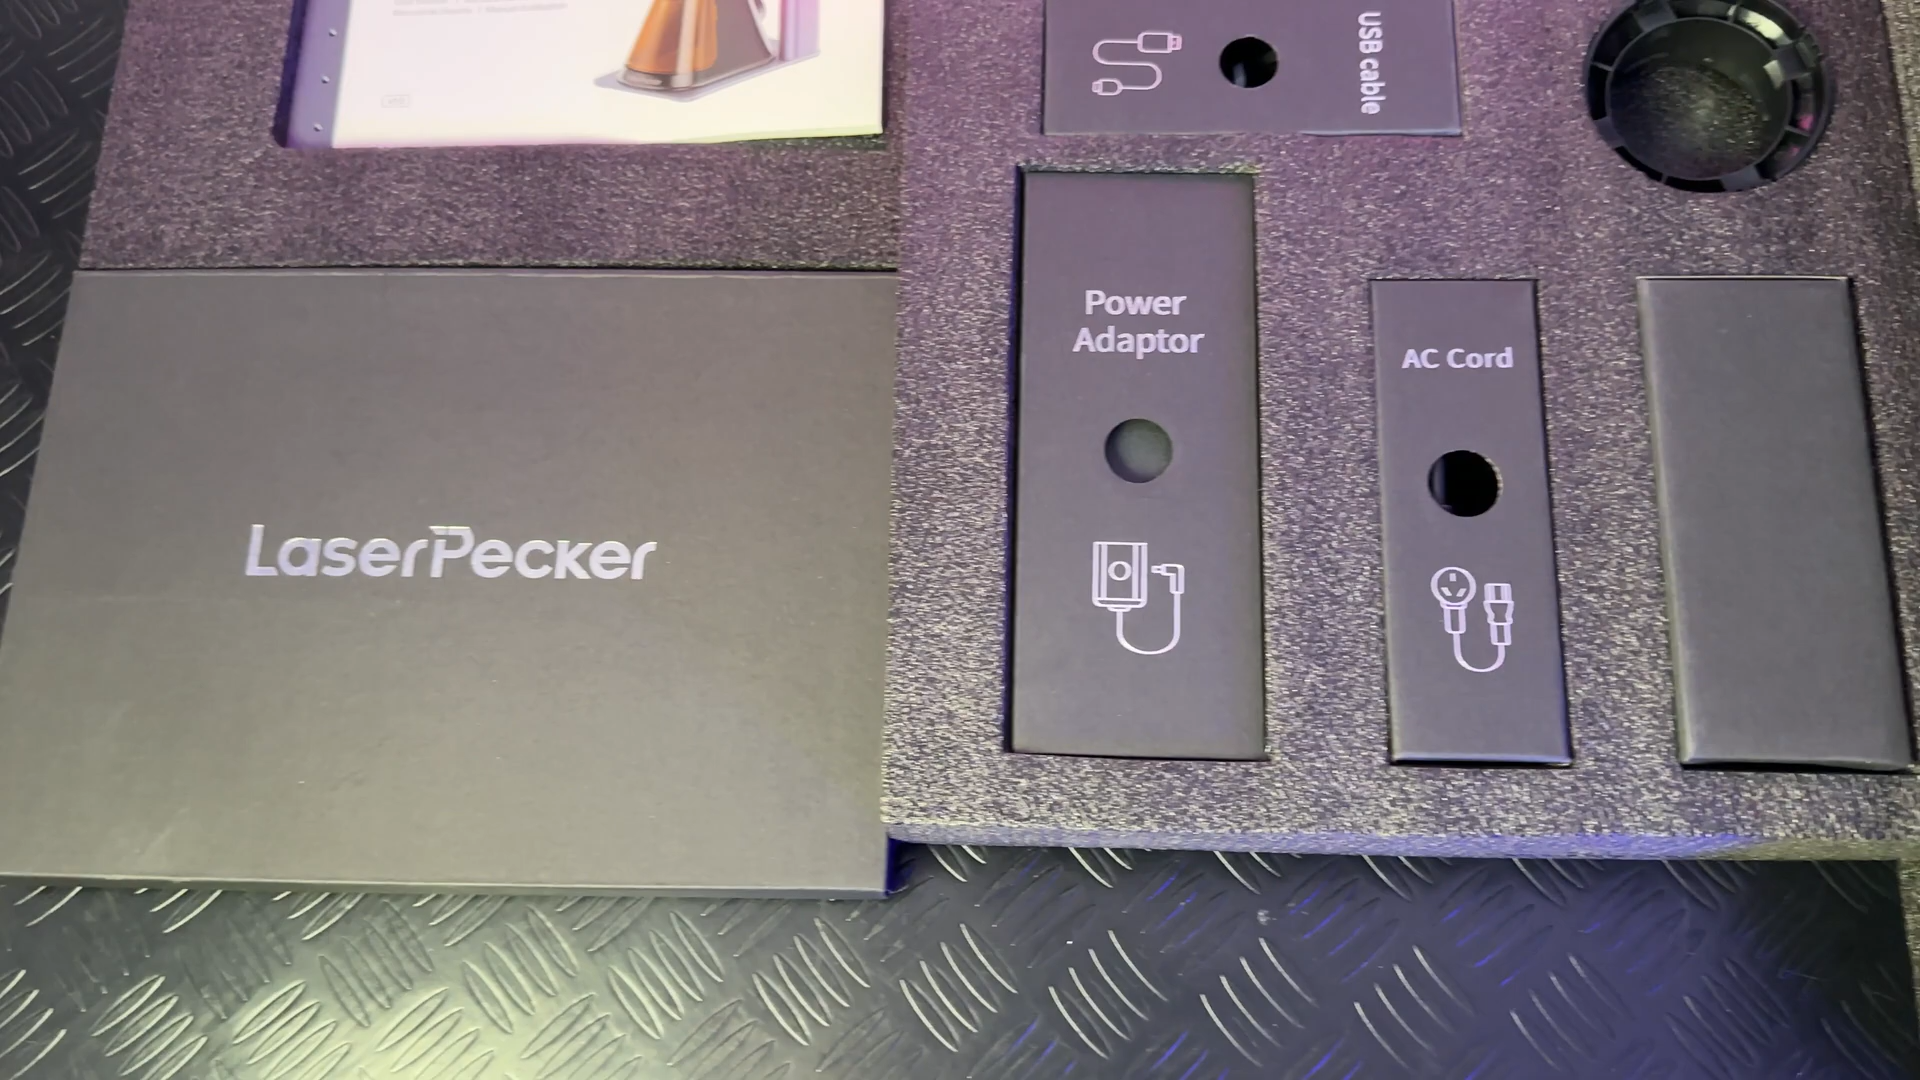 USB cable
Power
Adaptor
AC Cord
LaserPecker